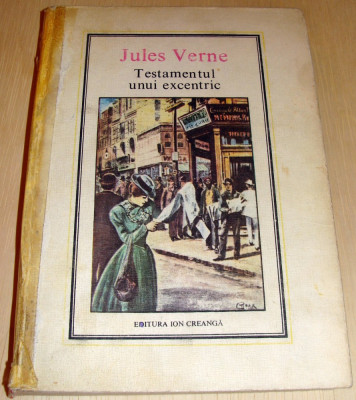 Jules Verne
Testamentul
unui excentric
EDITURA ION CREANGĂ